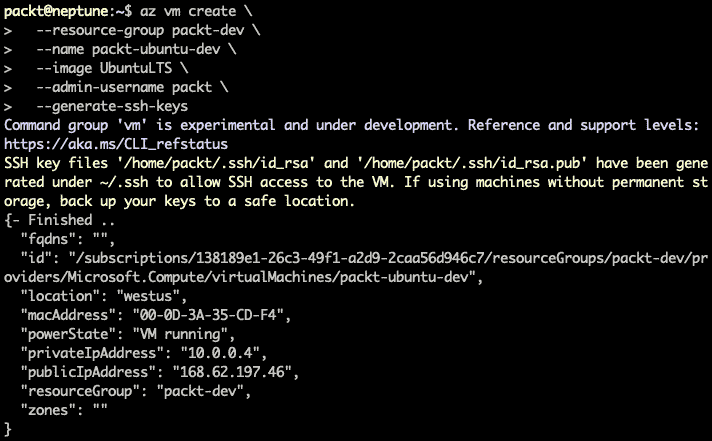 packt@neptune:~$ az vm create \
>   --resource-group packt-dev \
>   --name packt-ubuntu-dev \
>   --image UbuntuLTS \
>   --admin-username packt \
>   --generate-ssh-keys
Command group 'vm' is experimental and under development. Reference and support levels:
https://aka.ms/CLI_refstatus
SSH key files '/home/packt/.ssh/id_rsa' and '/home/packt/.ssh/id_rsa.pub' have been gene
rated under ~/.ssh to allow SSH access to the VM. If using machines without permanent st
orage, back up your keys to a safe location.
{- Finished ..
  "fqdns": "",
  "id": "/subscriptions/138189e1-26c3-49f1-a2d9-2caa56d946c7/resourceGroups/packt-dev/pr
oviders/Microsoft.Compute/virtualMachines/packt-ubuntu-dev",
  "location": "westus",
  "macAddress": "00-0D-3A-35-CD-F4",
  "powerState": "VM running",
  "privateIpAddress": "10.0.0.4",
  "publicIpAddress": "168.62.197.46",
  "resourceGroup": "packt-dev",
  "zones": ""
}